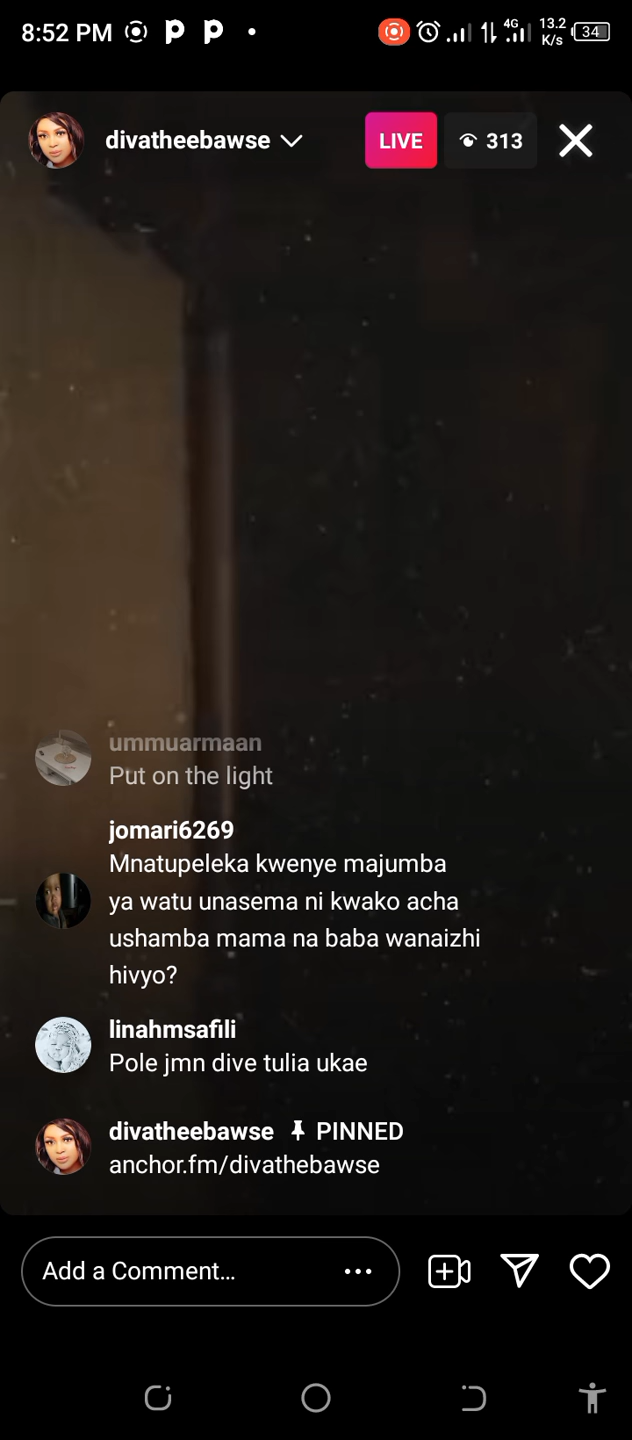 8:52 PM
4G
13.2
K/s
34
divatheebawse
LIVE
313
ummuarmaan
Put on the light
jomari6269
Mnatupeleka kwenye majumba
ya watu unasema ni kwako acha
ushamba mama na baba wanaizhi
hivyo?
linahmsafili
Pole jmn dive tulia ukae
divatheebawse PINNED
anchor.fm/divathebawse
Add a Comment...